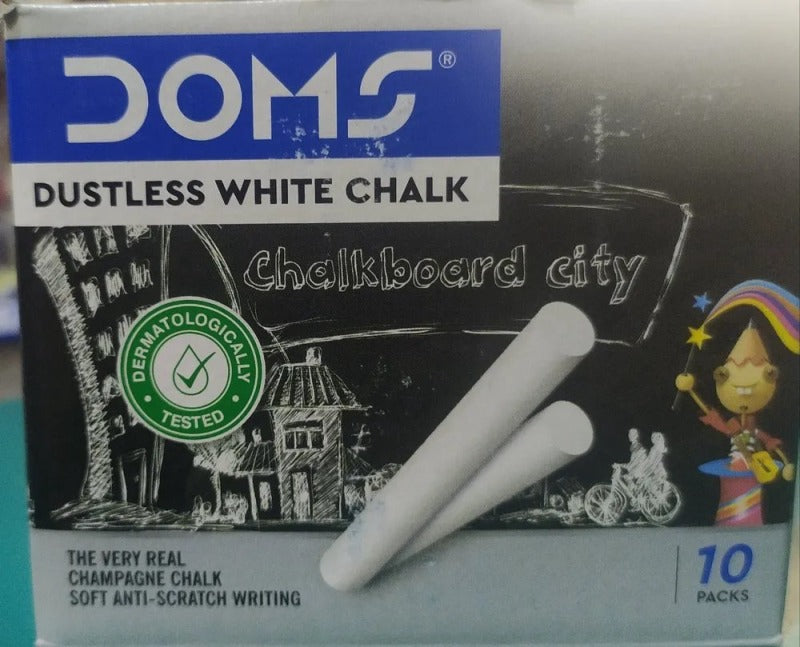 DOMS®
DUSTLESS WHITE CHALK
Chalkboard city
DERMATOLOGICALLY
TESTED
THE VERY REAL
CHAMPAGNE CHALK
SOFT ANTI-SCRATCH WRITING
10
PACKS